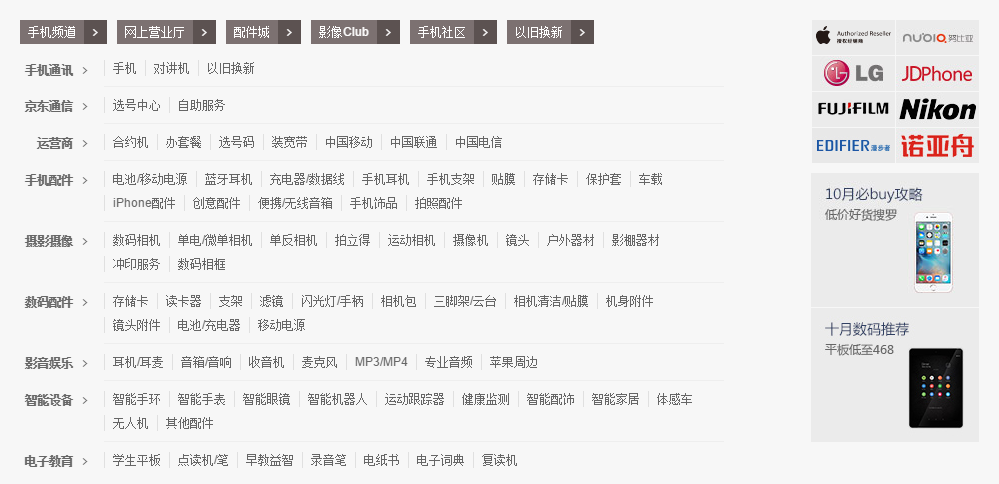 手机频道 网上营业厅 配件城 影像Club 手机社区 以旧换新
手机通讯 手机 对讲机 以旧换新
京东通信 选号中心 自助服务
运营商 合约机 办套餐 选号码 装宽带 中国移动 中国联通 中国电信
手机配件 电池/移动电源 蓝牙耳机 充电器/数据线 手机耳机 手机支架 贴膜 存储卡 保护套 车载
iPhone配件 创意配件 便携/无线音箱 手机饰品 拍照配件
摄影摄像 数码相机 单电/微单相机 单反相机 拍立得 运动相机 摄像机 镜头 户外器材 影棚器材
冲印服务 数码相框
数码配件 存储卡 读卡器 支架 滤镜 闪光灯/手柄 相机包 三脚架/云台 相机清洁/贴膜 机身附件
镜头附件 电池/充电器 移动电源
影音娱乐 耳机/耳麦 音箱/音响 收音机 麦克风 MP3/MP4 专业音频 苹果周边
智能设备 智能手环 智能手表 智能眼镜 智能机器人 运动跟踪器 健康监测 智能配饰 智能家居 体感车
无人机 其他配件
电子教育 学生平板 点读机/笔 早教益智 录音笔 电纸书 电子词典 复读机
Authorized Reseller
授权经销商
nubia 努比亚
LG JDPhone
FUJIFILM Nikon
EDIFIER 漫步者 诺亚舟
10月必buy攻略
低价好货搜罗
十月数码推荐
平板低至468